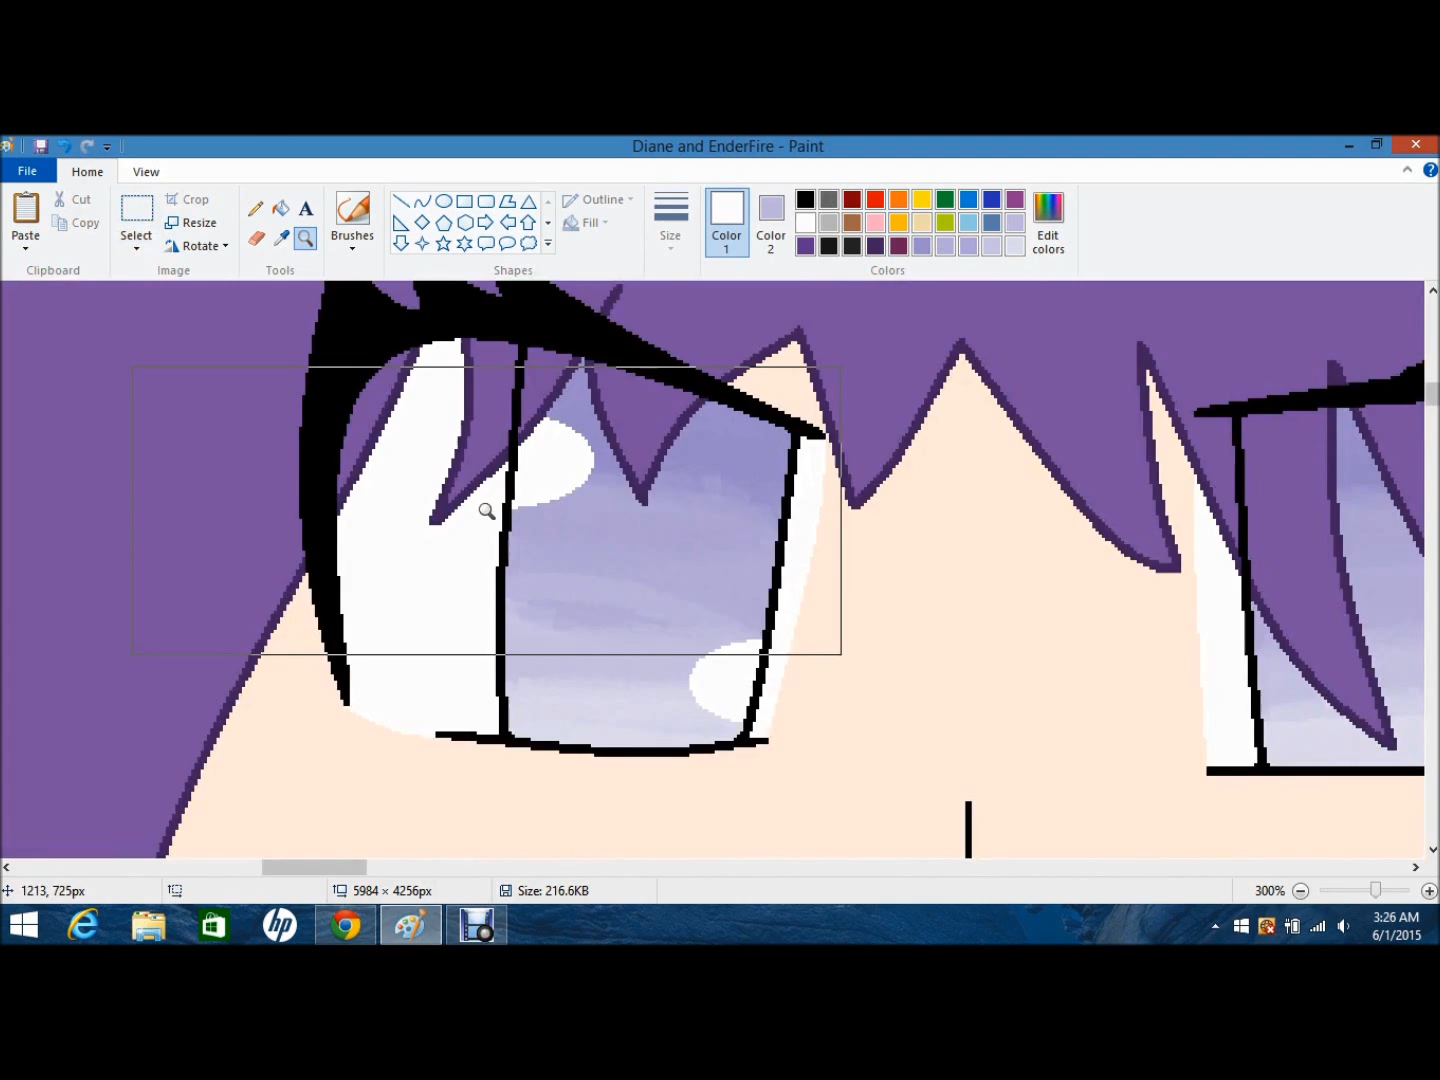 Diane and EnderFire - Paint
File Home View
Paste
Cut
Copy
Clipboard
Select
Crop
Resize
Rotate
Image
A
Tools
Brushes
Shapes
Outline
Fill
Size
Color 1
Color 2
Edit colors
Colors
1213, 725px
5984 × 4256px
Size: 216.6KB
300%
hp
3:26 AM
6/1/2015